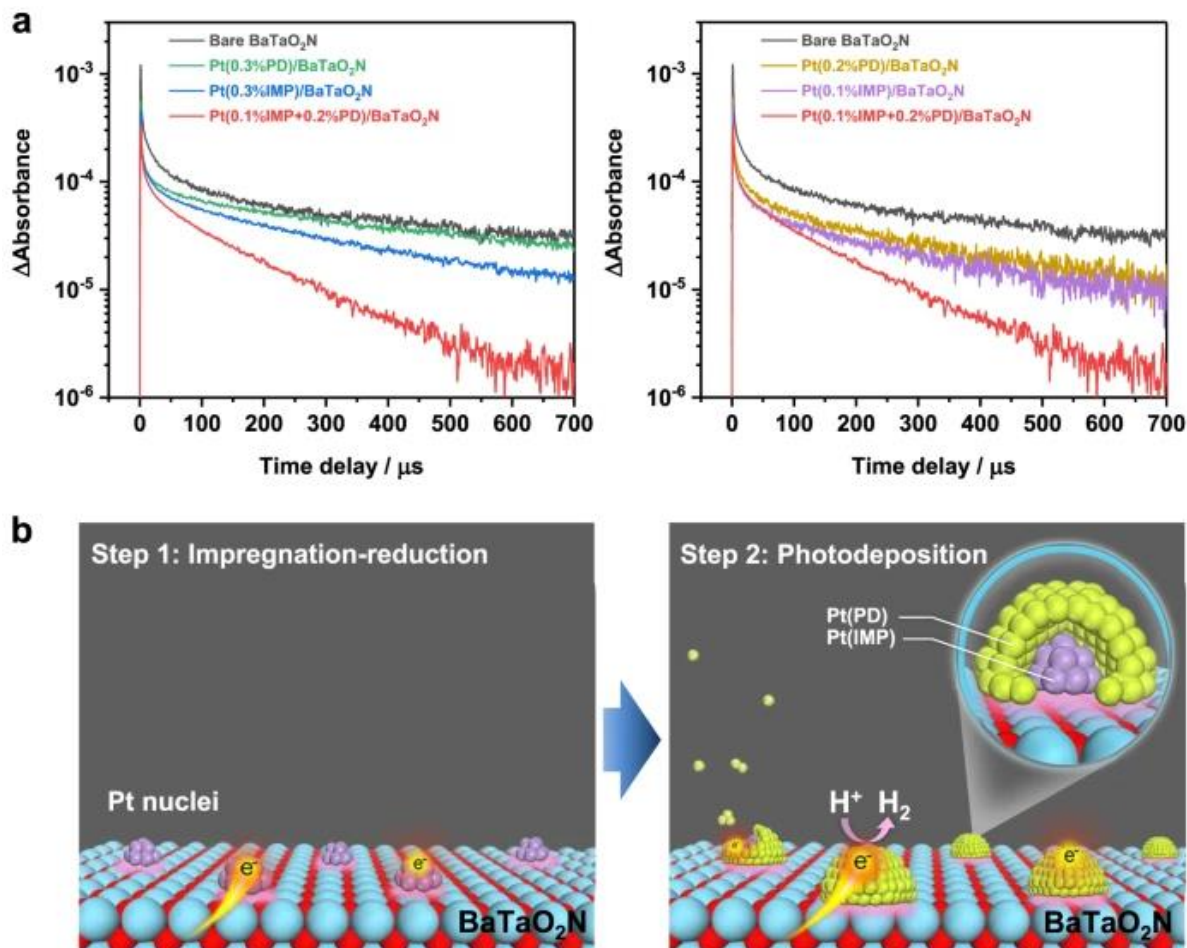 a
Bare BaTaO₂N
Pt(0.3%PD)/BaTaO₂N
Pt(0.3%IMP)/BaTaO₂N
Pt(0.1%IMP+0.2%PD)/BaTaO₂N
10⁻³
10⁻⁴
10⁻⁵
10⁻⁶
ΔAbsorbance
0 100 200 300 400 500 600 700
Time delay / μs
Bare BaTaO₂N
Pt(0.2%PD)/BaTaO₂N
Pt(0.1%IMP)/BaTaO₂N
Pt(0.1%IMP+0.2%PD)/BaTaO₂N
10⁻³
10⁻⁴
10⁻⁵
10⁻⁶
ΔAbsorbance
0 100 200 300 400 500 600 700
Time delay / μs
b
Step 1: Impregnation-reduction
Pt nuclei
e⁻
e⁻
BaTaO₂N
Step 2: Photodeposition
Pt(PD)
Pt(IMP)
H⁺ H₂
e⁻
e⁻
e⁻
BaTaO₂N